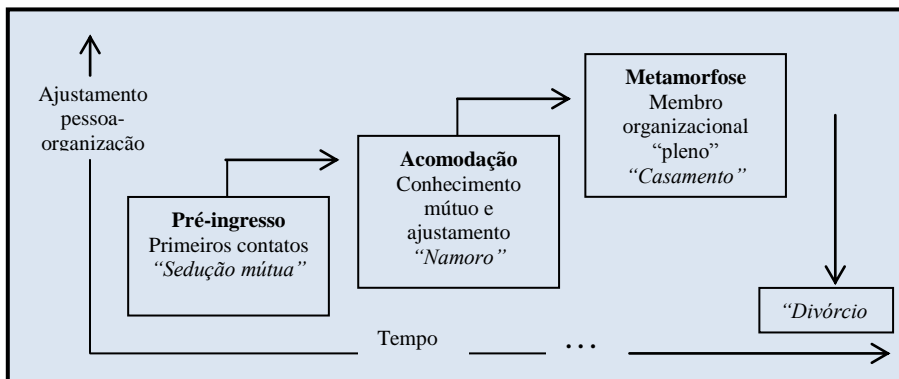 Ajustamento
pessoa-
organização
Pré-ingresso
Primeiros contatos
“Sedução mútua”
Acomodação
Conhecimento
mútuo e
ajustamento
“Namoro”
Metamorfose
Membro
organizacional
“pleno”
“Casamento”
“Divórcio
Tempo
...